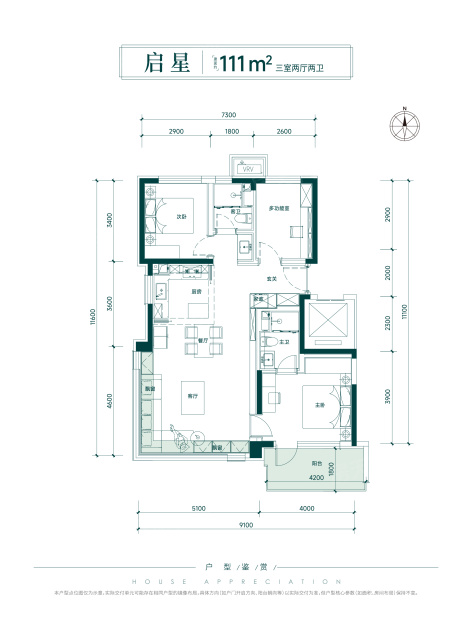 启星 111m² 三室两厅两卫
7300
2900 1800 2600
N
VRV
次卧
客卫
多功能室
玄关
厨房
餐厅
主卫
飘窗
客厅
主卧
飘窗
阳台
4200
1800
3400
3600
4600
11600
2900
2000
2300
3900
11100
5100 4000
9100
户 型 / 鉴 / 赏
HOUSE APPRECIATION